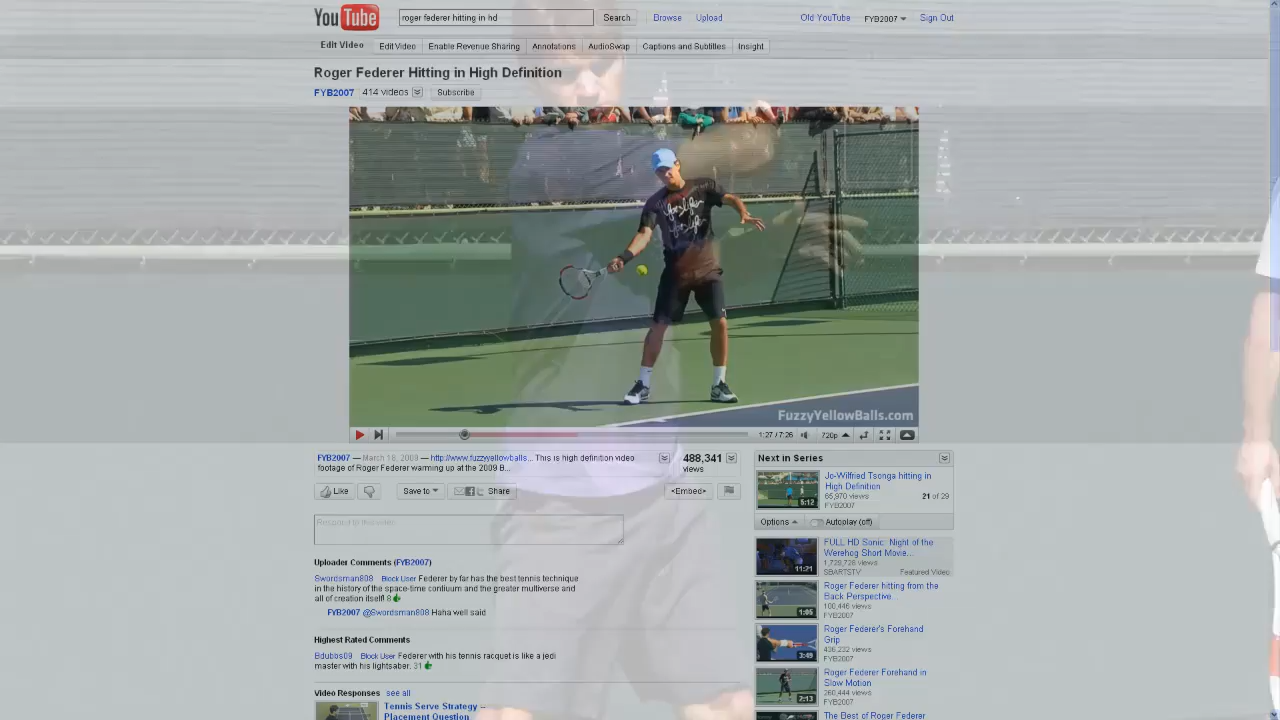 YouTube
roger federer hitting in hd
Search
Browse
Upload
Old YouTube
FYB2007
Sign Out
Edit Video
Edit Video
Enable Revenue Sharing
Annotations
AudioSwap
Captions and Subtitles
Insight
Roger Federer Hitting in High Definition
FYB2007
414 videos
Subscribe
FuzzyYellowBalls.com
1:27 / 7:26
720p
FYB2007 — March 18, 2009 — http://www.fuzzyyellowballs... This is high definition video
footage of Roger Federer warming up at the 2009 B...
488,341
views
Like
Save to
Share
<Embed>
Uploader Comments (FYB2007)
Swordsman808 Block User Federer by far has the best tennis technique
in the history of the space-time contiuum and the greater multiverse and
all of creation itself! 8
FYB2007 @Swordsman808 Haha well said
Highest Rated Comments
Bdubbs09 Block User Federer with his tennis racquet is like a jedi
master with his lightsaber. 31
Video Responses see all
Tennis Serve Strategy --
Placement Question
Next in Series
5:12
Jo-Wilfried Tsonga hitting in
High Definition
65,970 views
21 of 29
FYB2007
Options
Autoplay (off)
11:21
FULL HD Sonic: Night of the
Werehog Short Movie...
SBARTSTV
Featured Video
1:05
Roger Federer hitting from the
Back Perspective...
100,446 views
FYB2007
3:49
Roger Federer's Forehand
Grip
436,232 views
FYB2007
2:13
Roger Federer Forehand in
Slow Motion
260,444 views
FYB2007
The Best of Roger Federer